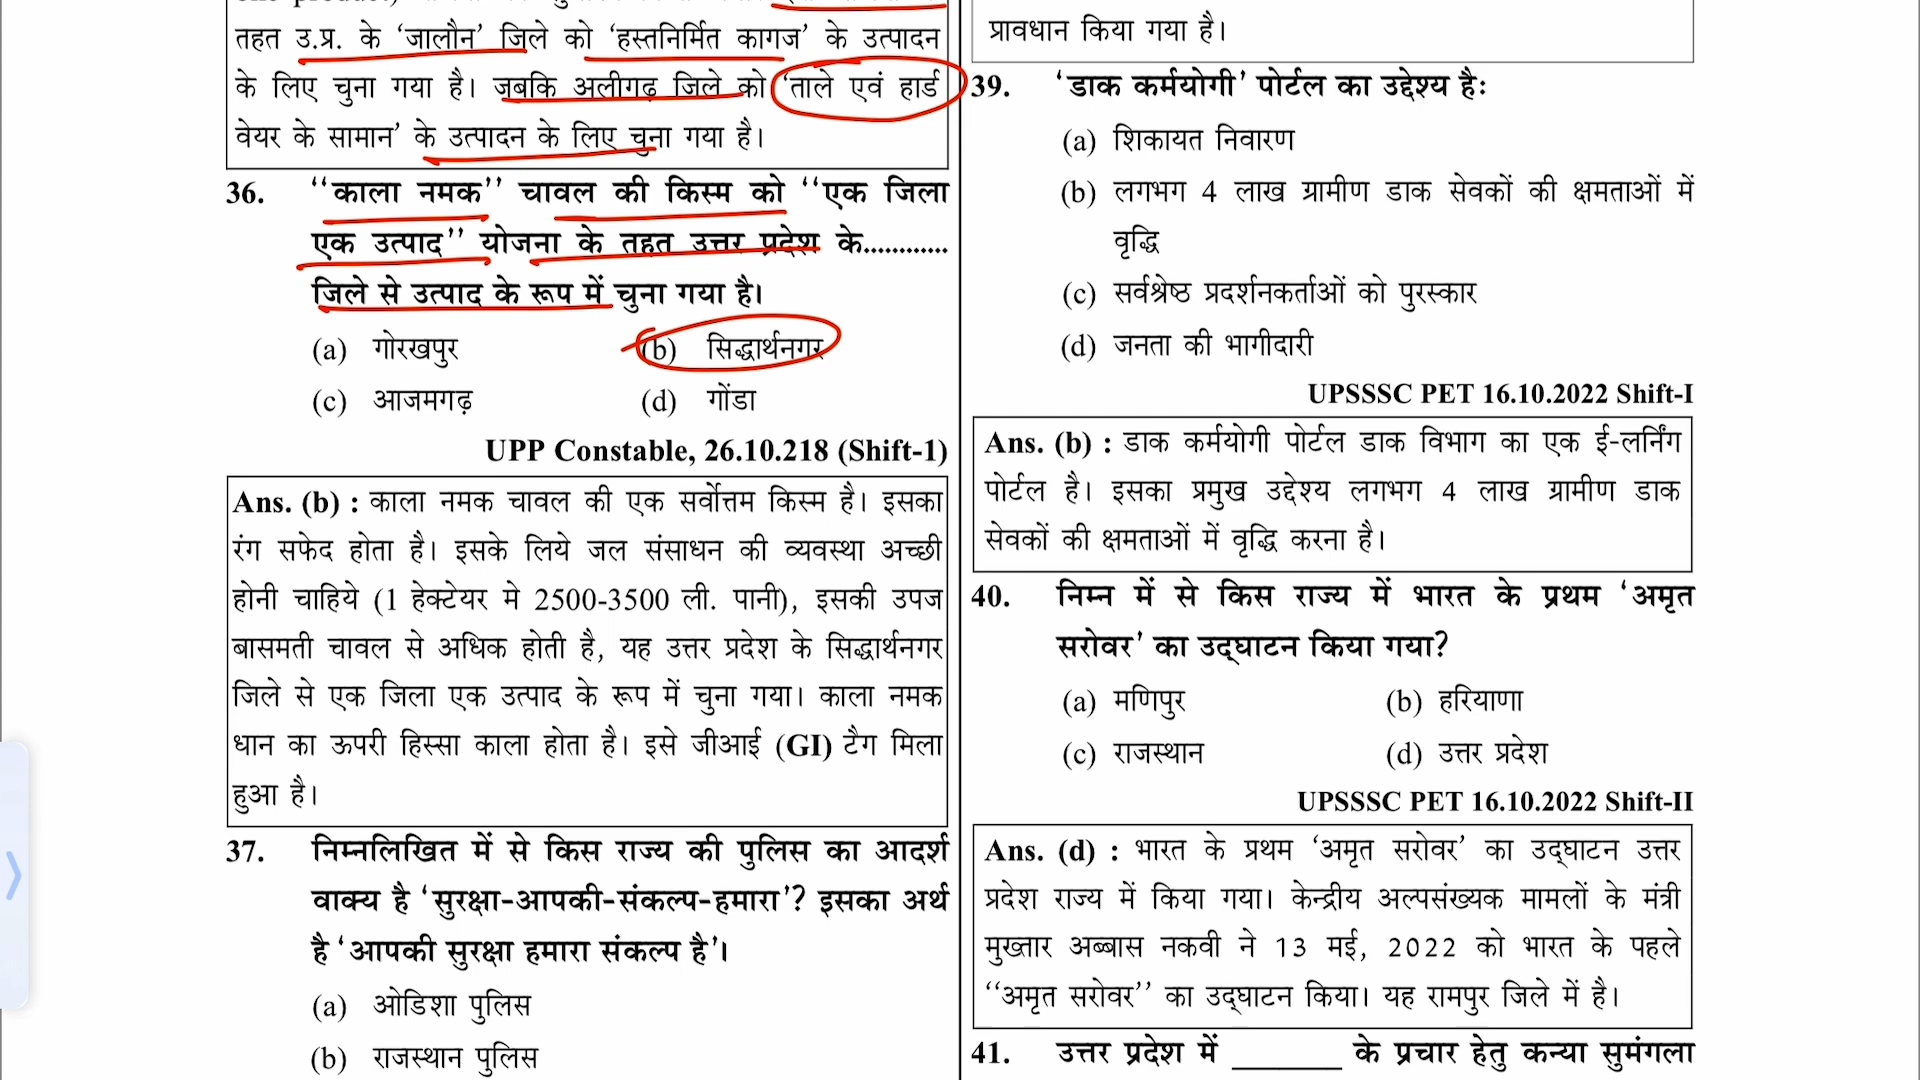 तहत उ.प्र. के ‘जालौन’ जिले को ‘हस्तनिर्मित कागज’ के उत्पादन
के लिए चुना गया है। जबकि अलीगढ़ जिले को ‘ताले एवं हार्ड
वेयर के सामान’ के उत्पादन के लिए चुना गया है।
36. ‘‘काला नमक’’ चावल की किस्म को ‘‘एक जिला
एक उत्पाद’’ योजना के तहत उत्तर प्रदेश के............
जिले से उत्पाद के रूप में चुना गया है।
(a) गोरखपुर (b) सिद्धार्थनगर
(c) आजमगढ़ (d) गोंडा
UPP Constable, 26.10.218 (Shift-1)
Ans. (b) : काला नमक चावल की एक सर्वोत्तम किस्म है। इसका
रंग सफेद होता है। इसके लिये जल संसाधन की व्यवस्था अच्छी
होनी चाहिये (1 हेक्टेयर मे 2500-3500 ली. पानी), इसकी उपज
बासमती चावल से अधिक होती है, यह उत्तर प्रदेश के सिद्धार्थनगर
जिले से एक जिला एक उत्पाद के रूप में चुना गया। काला नमक
धान का ऊपरी हिस्सा काला होता है। इसे जीआई (GI) टैग मिला
हुआ है।
37. निम्नलिखित में से किस राज्य की पुलिस का आदर्श
वाक्य है ‘सुरक्षा-आपकी-संकल्प-हमारा’? इसका अर्थ
है ‘आपकी सुरक्षा हमारा संकल्प है’।
(a) ओडिशा पुलिस
(b) राजस्थान पुलिस
प्रावधान किया गया है।
39. ‘डाक कर्मयोगी’ पोर्टल का उद्देश्य है:
(a) शिकायत निवारण
(b) लगभग 4 लाख ग्रामीण डाक सेवकों की क्षमताओं में
वृद्धि
(c) सर्वश्रेष्ठ प्रदर्शनकर्ताओं को पुरस्कार
(d) जनता की भागीदारी
UPSSSC PET 16.10.2022 Shift-I
Ans. (b) : डाक कर्मयोगी पोर्टल डाक विभाग का एक ई-लर्निंग
पोर्टल है। इसका प्रमुख उद्देश्य लगभग 4 लाख ग्रामीण डाक
सेवकों की क्षमताओं में वृद्धि करना है।
40. निम्न में से किस राज्य में भारत के प्रथम ‘अमृत
सरोवर’ का उद्घाटन किया गया?
(a) मणिपुर (b) हरियाणा
(c) राजस्थान (d) उत्तर प्रदेश
UPSSSC PET 16.10.2022 Shift-II
Ans. (d) : भारत के प्रथम ‘अमृत सरोवर’ का उद्घाटन उत्तर
प्रदेश राज्य में किया गया। केन्द्रीय अल्पसंख्यक मामलों के मंत्री
मुख्तार अब्बास नकवी ने 13 मई, 2022 को भारत के पहले
‘‘अमृत सरोवर’’ का उद्घाटन किया। यह रामपुर जिले में है।
41. उत्तर प्रदेश में ________ के प्रचार हेतु कन्या सुमंगला